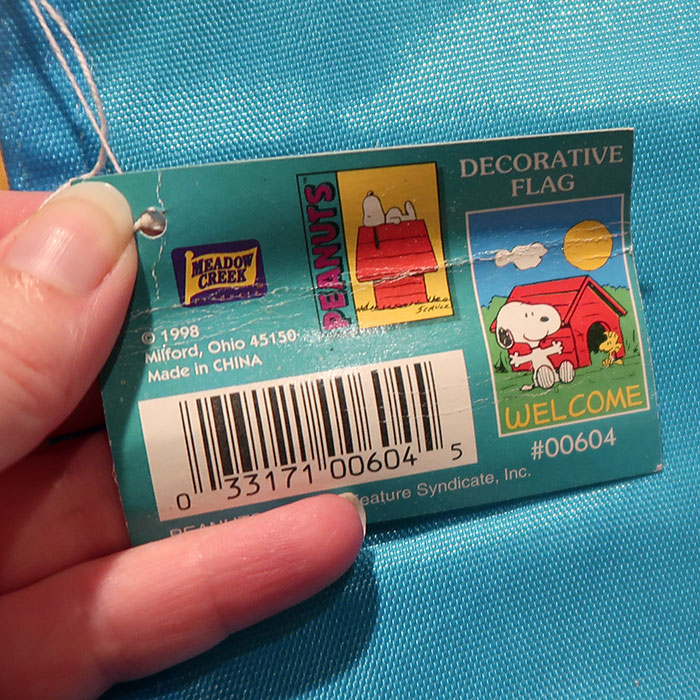 MEADOW
CREEK
© 1998
Milford, Ohio 45150
Made in CHINA
PEANUTS
SCHULZ
DECORATIVE
FLAG
WELCOME
#00604
0 33171 00604 5
PEANUTS
Feature Syndicate, Inc.